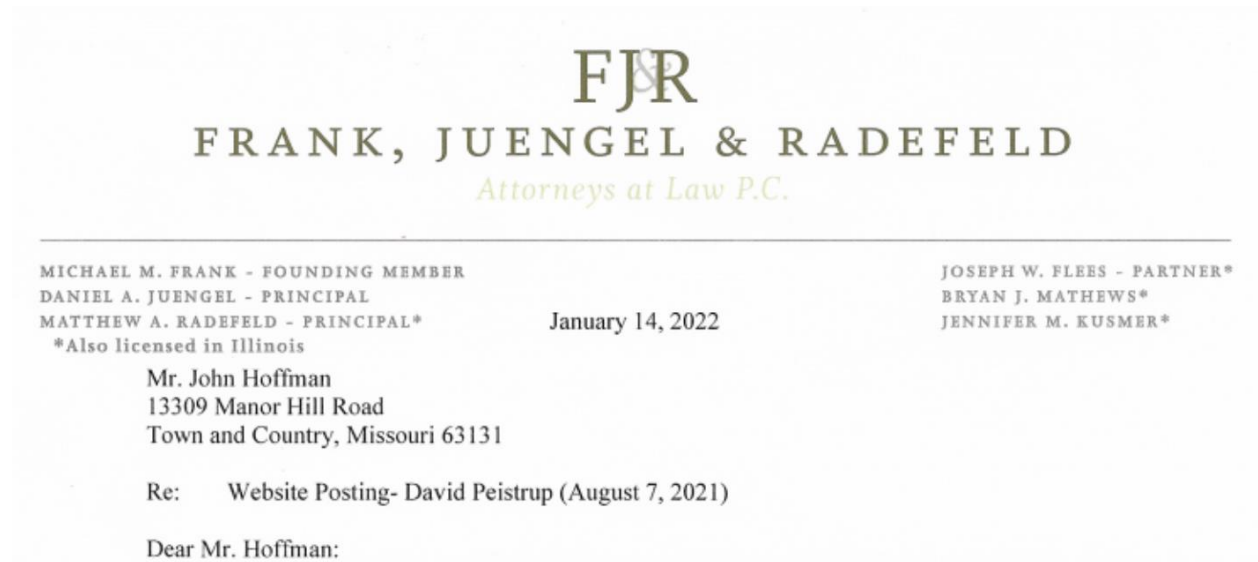 FJ&R
FRANK, JUENGEL & RADEFELD
Attorneys at Law P.C.
MICHAEL M. FRANK - FOUNDING MEMBER
DANIEL A. JUENGEL - PRINCIPAL
MATTHEW A. RADEFELD - PRINCIPAL*
*Also licensed in Illinois
JOSEPH W. FLEES - PARTNER*
BRYAN J. MATHEWS*
JENNIFER M. KUSMER*
January 14, 2022
Mr. John Hoffman
13309 Manor Hill Road
Town and Country, Missouri 63131
Re: Website Posting- David Peistrup (August 7, 2021)
Dear Mr. Hoffman: